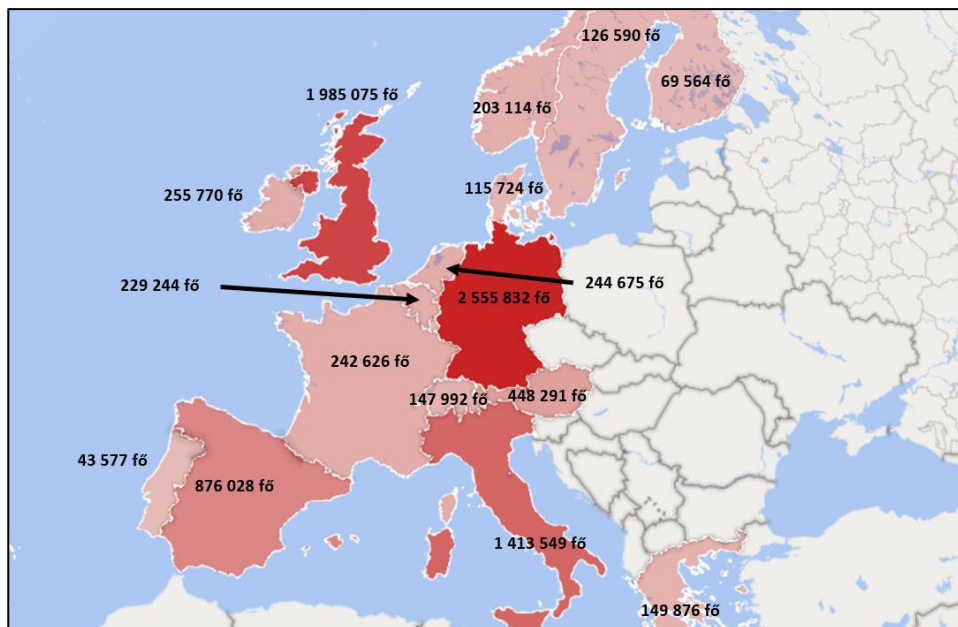 126 590 fő
69 564 fő
1 985 075 fő
203 114 fő
115 724 fő
255 770 fő
229 244 fő
244 675 fő
2 555 832 fő
242 626 fő
147 992 fő
448 291 fő
43 577 fő
876 028 fő
1 413 549 fő
149 876 fő